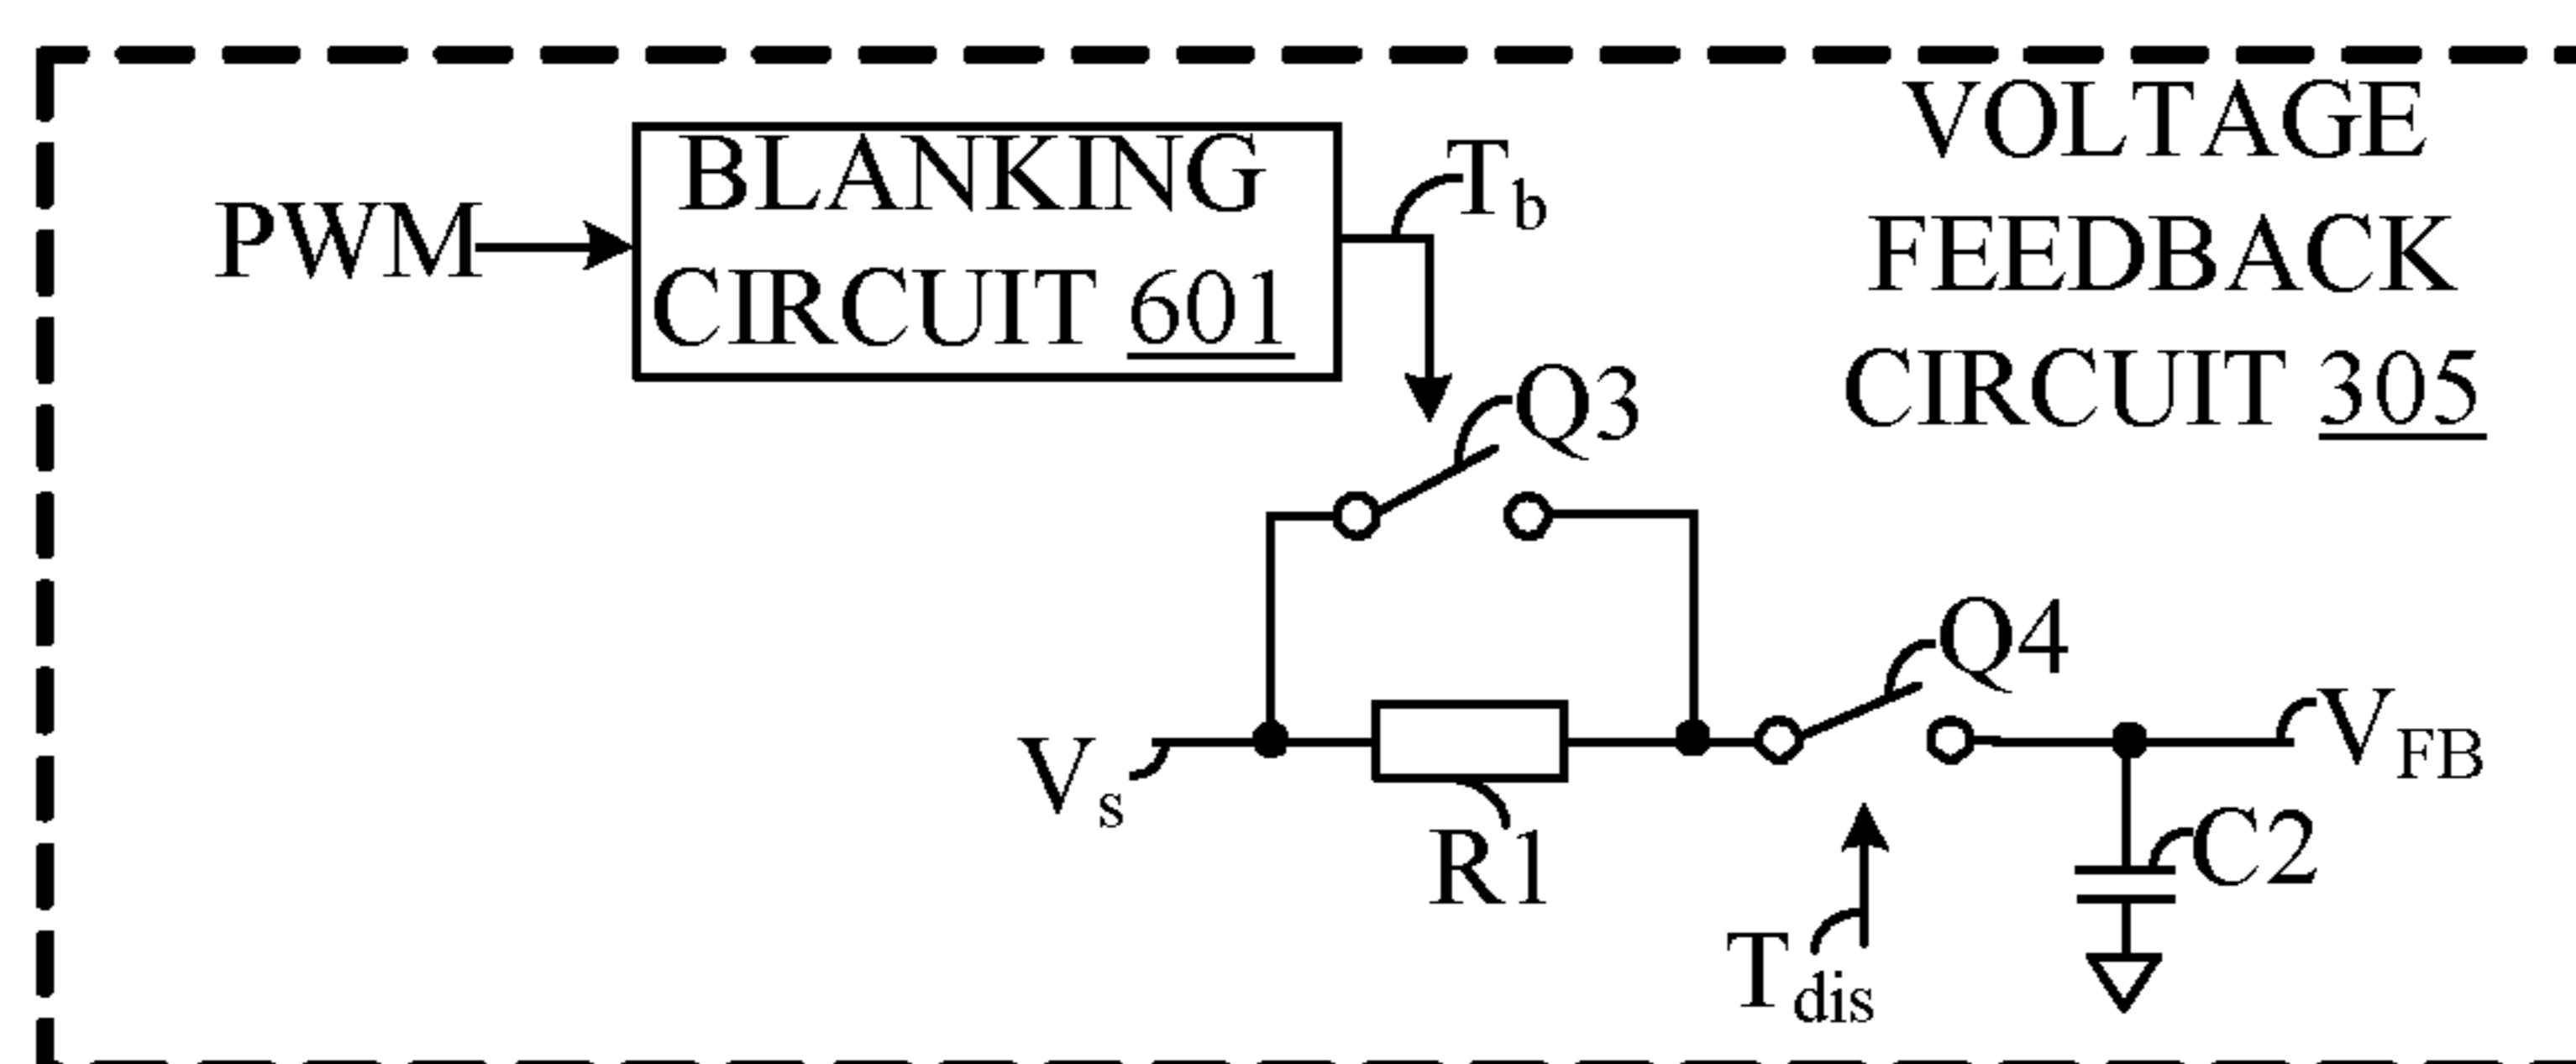 VOLTAGE
FEEDBACK
CIRCUIT 305
PWM
BLANKING
CIRCUIT 601
Tb
Q3
Q4
Vs
R1
VFB
C2
Tdis